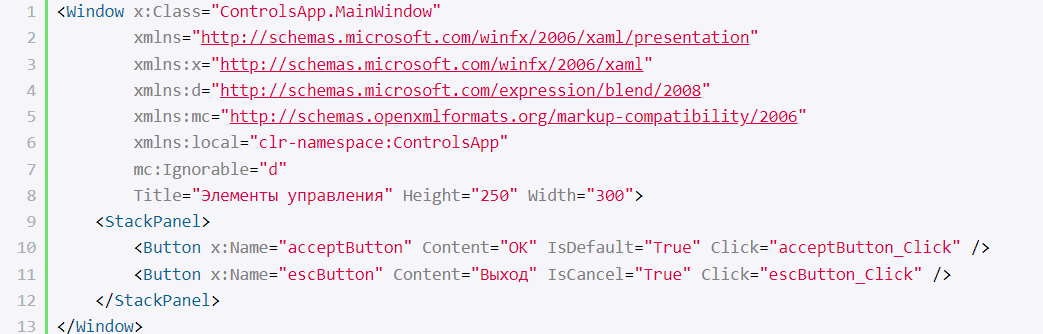 1 <Window x:Class="ControlsApp.MainWindow"
2 xmlns="http://schemas.microsoft.com/winfx/2006/xaml/presentation"
3 xmlns:x="http://schemas.microsoft.com/winfx/2006/xaml"
4 xmlns:d="http://schemas.microsoft.com/expression/blend/2008"
5 xmlns:mc="http://schemas.openxmlformats.org/markup-compatibility/2006"
6 xmlns:local="clr-namespace:ControlsApp"
7 mc:Ignorable="d"
8 Title="Элементы управления" Height="250" Width="300">
9 <StackPanel>
10 <Button x:Name="acceptButton" Content="OK" IsDefault="True" Click="acceptButton_Click" />
11 <Button x:Name="escButton" Content="Выход" IsCancel="True" Click="escButton_Click" />
12 </StackPanel>
13 </Window>